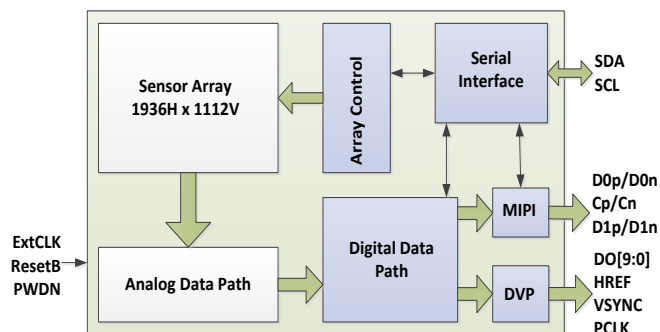 Sensor Array
1936H x 1112V
Array Control
Serial
Interface
SDA
SCL
ExtCLK
ResetB
PWDN
Analog Data Path
Digital Data
Path
MIPI
D0p/D0n
Cp/Cn
D1p/D1n
DVP
DO[9:0]
HREF
VSYNC
PCLK